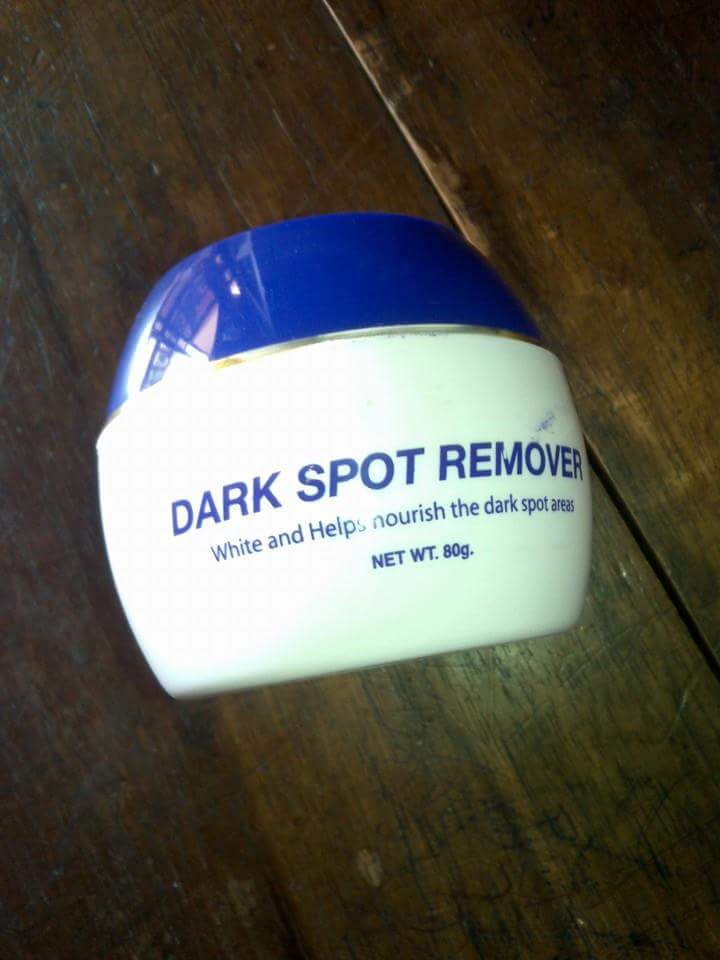 DARK SPOT REMOVER
White and Helps nourish the dark spot areas
NET WT. 80g.